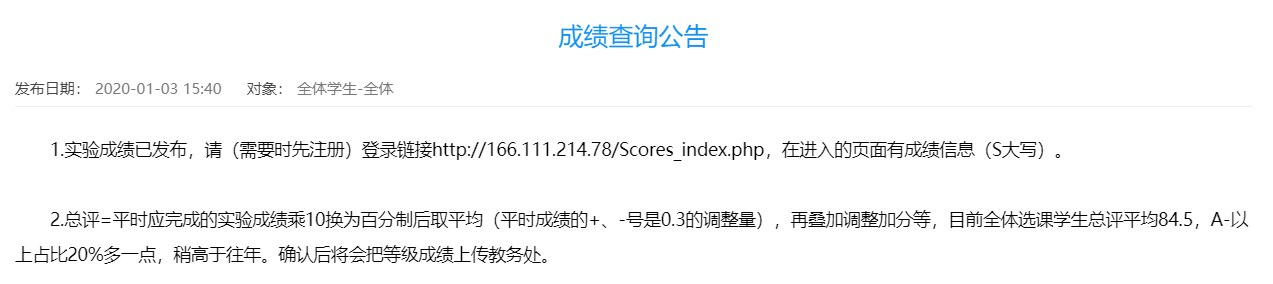 成绩查询公告
发布日期： 2020-01-03 15:40 对象： 全体学生-全体
1.实验成绩已发布，请（需要时先注册）登录链接http://166.111.214.78/Scores_index.php，在进入的页面有成绩信息（S大写）。
2.总评=平时应完成的实验成绩乘10换为百分制后取平均（平时成绩的+、-号是0.3的调整量），再叠加调整加分等，目前全体选课学生总评平均84.5，A-以
上占比20%多一点，稍高于往年。确认后将会把等级成绩上传教务处。